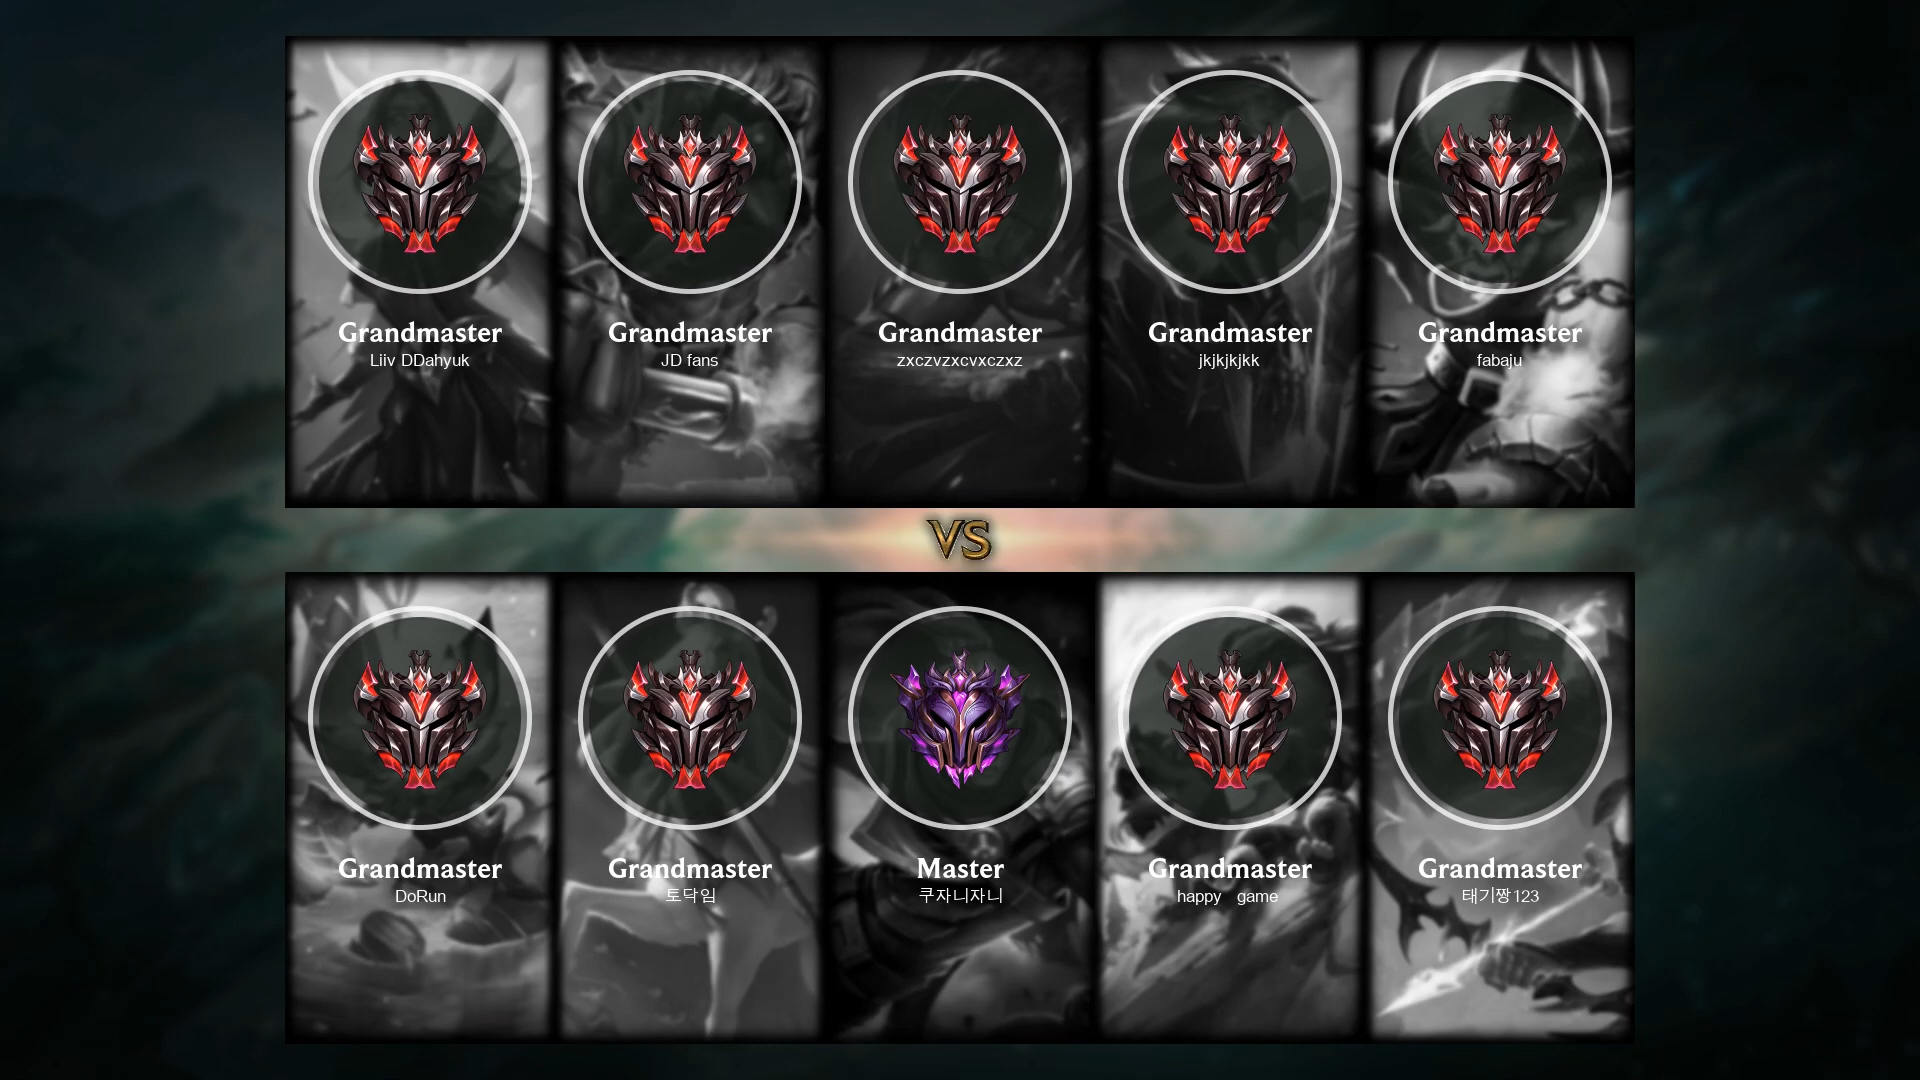 Grandmaster
Liiv DDahyuk
Grandmaster
JD fans
Grandmaster
zxczvzxcvxczxz
Grandmaster
jkjkjkjkk
Grandmaster
fabaju
VS
Grandmaster
DoRun
Grandmaster
토닥임
Master
쿠자니자니
Grandmaster
happy game
Grandmaster
태기짱123